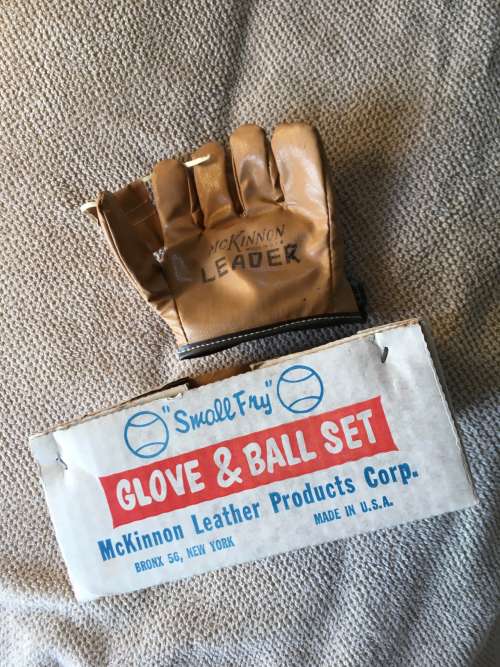 McKINNON
LEADER
"Small Fry"
GLOVE & BALL SET
McKinnon Leather Products Corp.
BRONX 56, NEW YORK
MADE IN U.S.A.